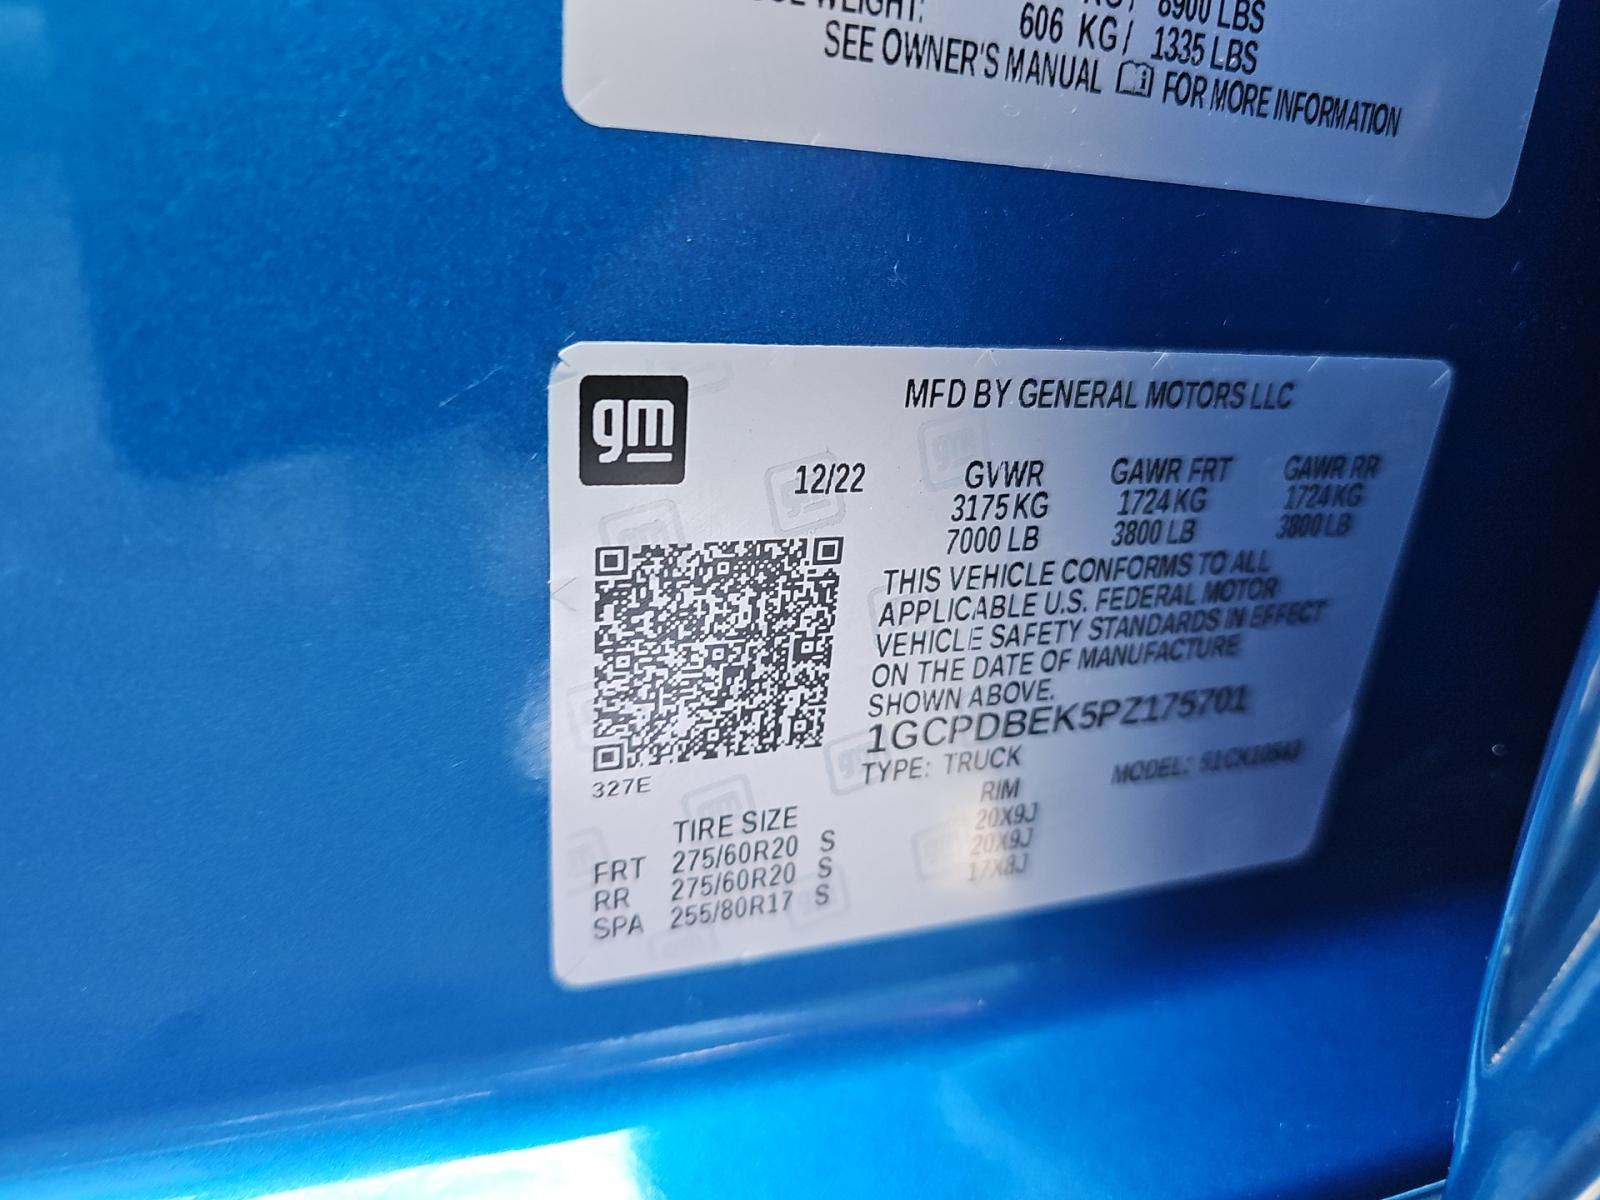 WEIGHT: 606 KG/ 1335 LBS
SEE OWNER'S MANUAL FOR MORE INFORMATION
gm
MFD BY GENERAL MOTORS LLC
12/22 GVWR GAWR FRT GAWR RR
3175 KG 1724 KG 1724 KG
7000 LB 3800 LB 3800 LB
THIS VEHICLE CONFORMS TO ALL
APPLICABLE U.S. FEDERAL MOTOR
VEHICLE SAFETY STANDARDS IN EFFECT
ON THE DATE OF MANUFACTURE
SHOWN ABOVE.
1GCPDBEK5PZ175701
TYPE: TRUCK MODEL:
327E
TIRE SIZE RIM
FRT 275/60R20 S 20X9J
RR 275/60R20 S 20X9J
SPA 255/80R17 S 17X8J